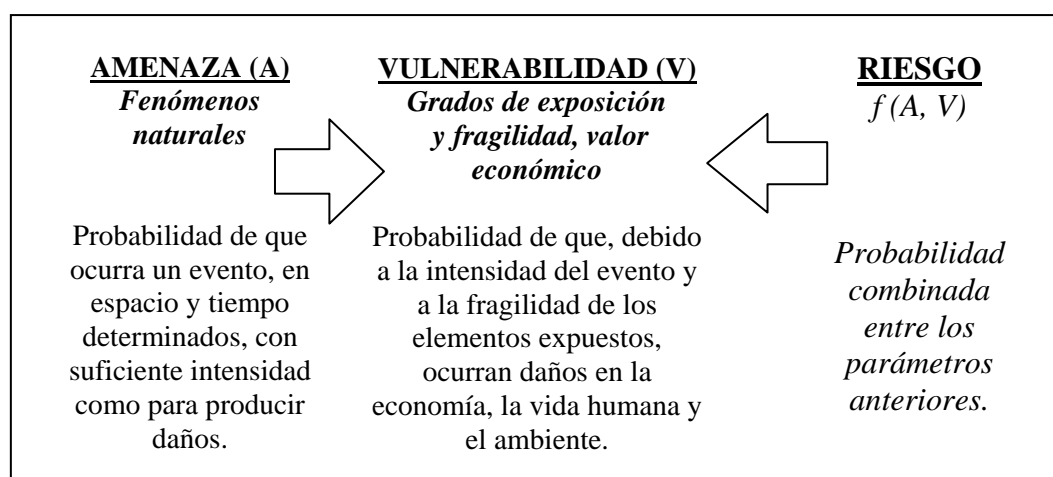 AMENAZA (A)
Fenómenos
naturales
Probabilidad de que
ocurra un evento, en
espacio y tiempo
determinados, con
suficiente intensidad
como para producir
daños.
VULNERABILIDAD (V)
Grados de exposición
y fragilidad, valor
económico
Probabilidad de que, debido
a la intensidad del evento y
a la fragilidad de los
elementos expuestos,
ocurran daños en la
economía, la vida humana y
el ambiente.
RIESGO
f (A, V)
Probabilidad
combinada
entre los
parámetros
anteriores.